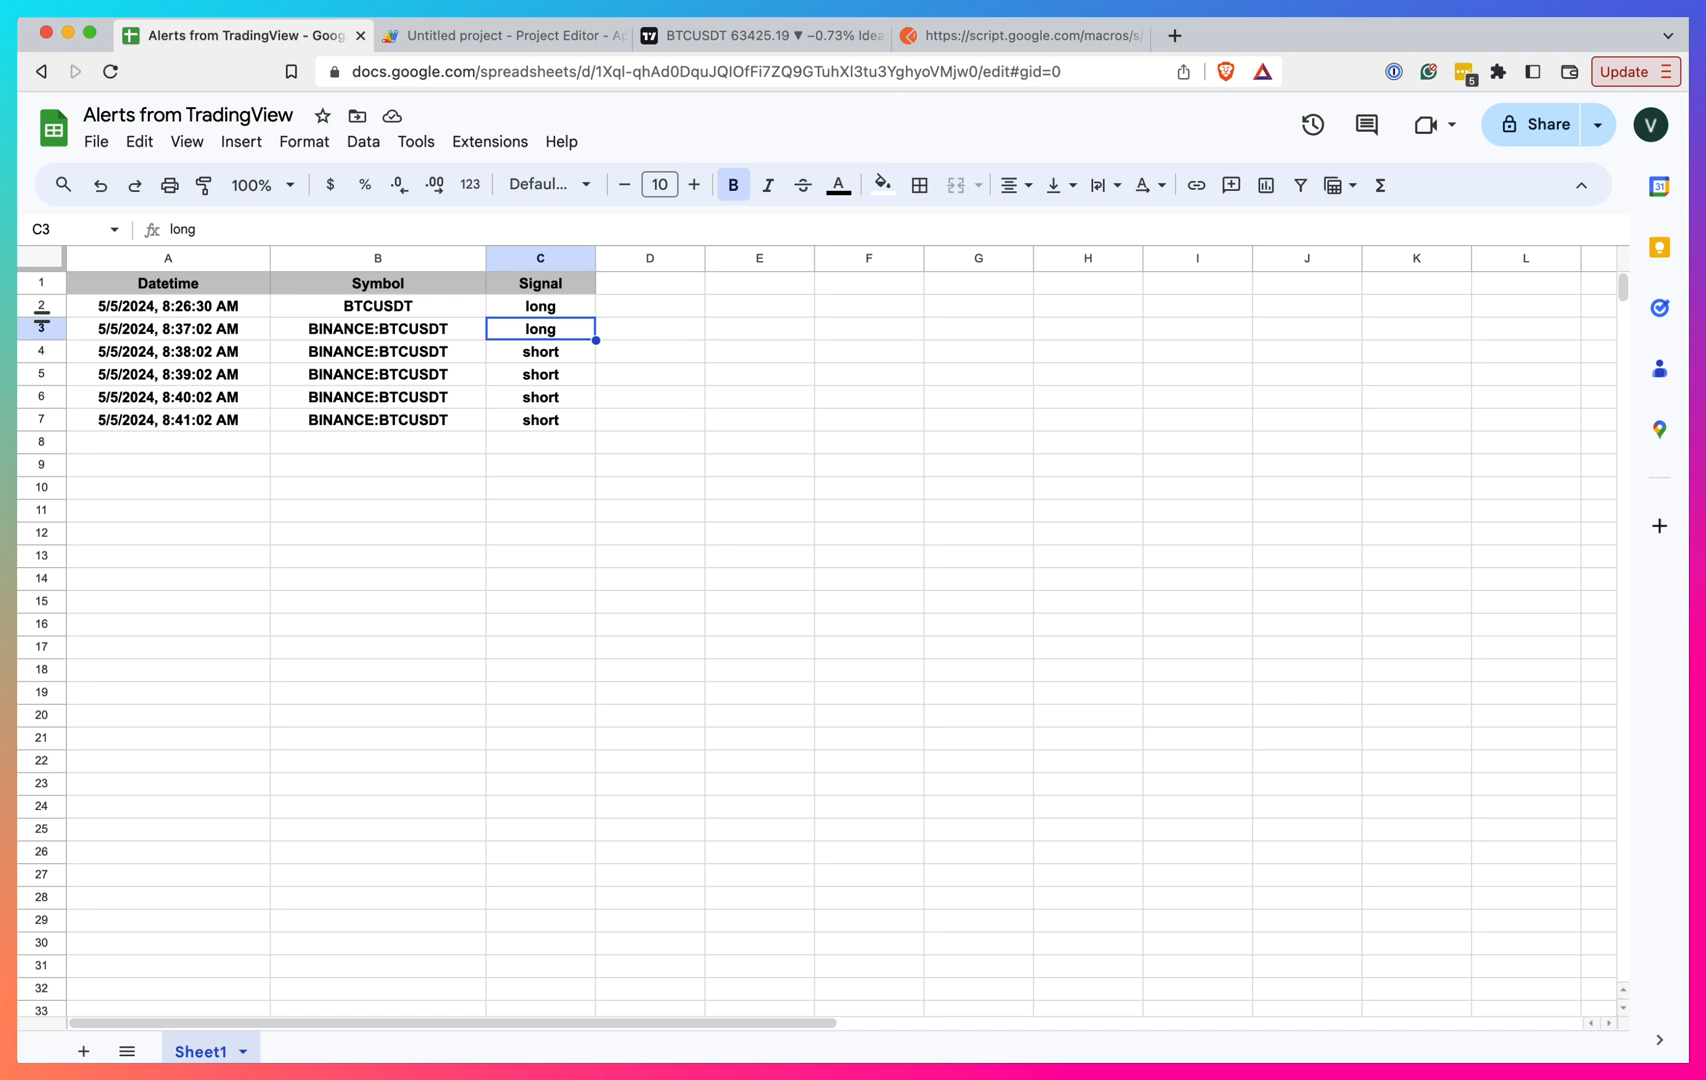 Alerts from TradingView - Goog
Untitled project - Project Editor - Ap
BTCUSDT 63425.19 ▼ −0.73% Idea
https://script.google.com/macros/s/
docs.google.com/spreadsheets/d/1XqI-qhAd0DquJQIOfFi7ZQ9GTuhXl3tu3YghyoVMjw0/edit#gid=0
5
Update
Alerts from TradingView
File Edit View Insert Format Data Tools Extensions Help
Share
V
100% $ % .0 .00 123 Defaul... − 10 + B I A Σ
31
C3 fx long
A B C D E F G H I J K L
1 Datetime Symbol Signal
2 5/5/2024, 8:26:30 AM BTCUSDT long
3 5/5/2024, 8:37:02 AM BINANCE:BTCUSDT long
4 5/5/2024, 8:38:02 AM BINANCE:BTCUSDT short
5 5/5/2024, 8:39:02 AM BINANCE:BTCUSDT short
6 5/5/2024, 8:40:02 AM BINANCE:BTCUSDT short
7 5/5/2024, 8:41:02 AM BINANCE:BTCUSDT short
8
9
10
11
12
13
14
15
16
17
18
19
20
21
22
23
24
25
26
27
28
29
30
31
32
33
Sheet1